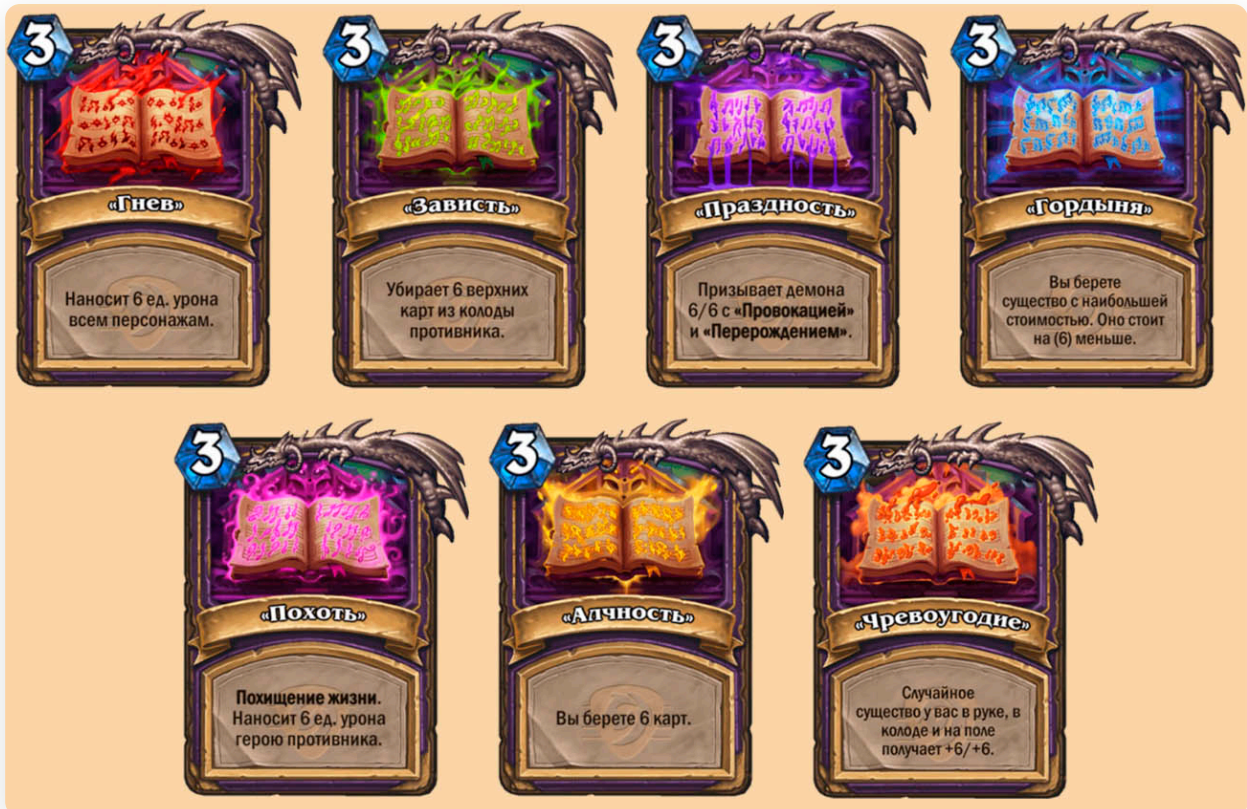 3
«Гнев»
Наносит 6 ед. урона
всем персонажам.
3
«Зависть»
Убирает 6 верхних
карт из колоды
противника.
3
«Праздность»
Призывает демона
6/6 с «Провокацией»
и «Перерождением».
3
«Гордыня»
Вы берете
существо с наибольшей
стоимостью. Оно стоит
на (6) меньше.
3
«Похоть»
Похищение жизни.
Наносит 6 ед. урона
герою противника.
3
«Алчность»
Вы берете 6 карт.
3
«Чревоугодие»
Случайное
существо у вас в руке, в
колоде и на поле
получает +6/+6.